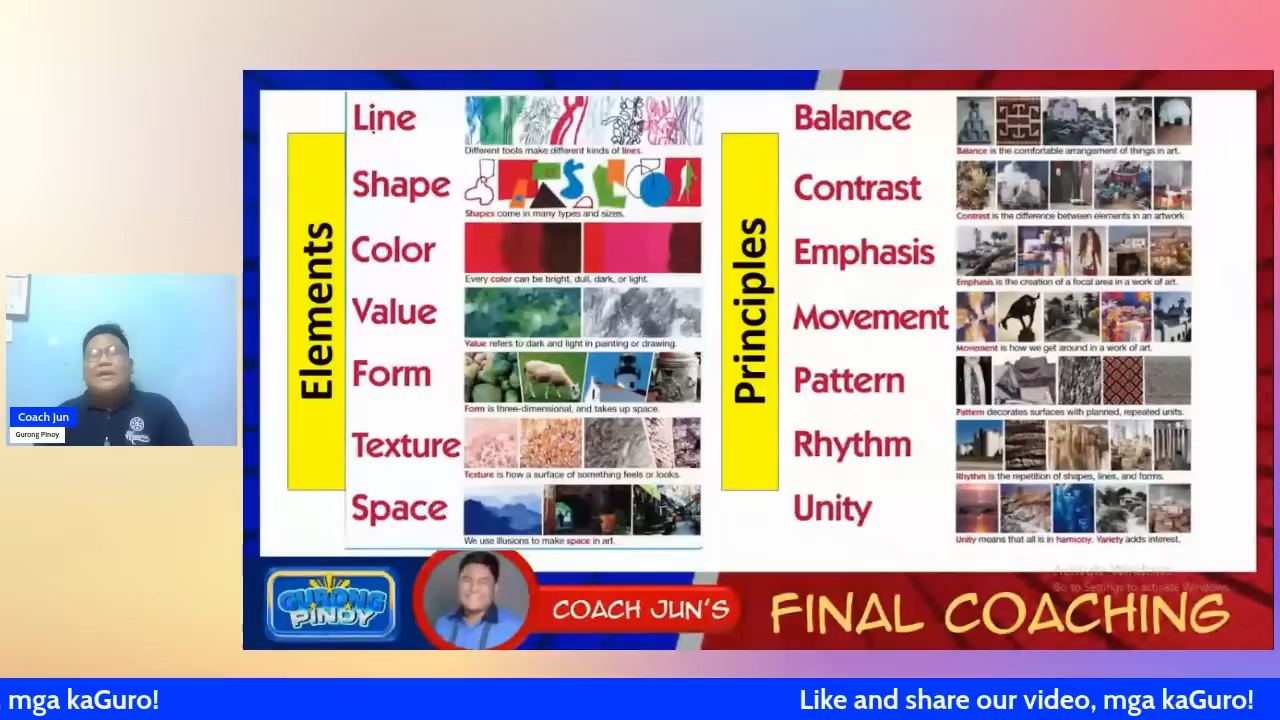 Elements
Line
Different tools make different kinds of lines.
Shape
Shapes come in many types and sizes.
Color
Every color can be bright, dull, dark, or light.
Value
Value refers to dark and light in painting or drawing.
Form
Form is three-dimensional, and takes up space.
Texture
Texture is how a surface of something feels or looks.
Space
We use illusions to make space in art.
Principles
Balance
Balance is the comfortable arrangement of things in art.
Contrast
Contrast is the difference between elements in an artwork
Emphasis
Emphasis is the creation of a focal area in a work of art.
Movement
Movement is how we get around in a work of art.
Pattern
Pattern decorates surfaces with planned, repeated units.
Rhythm
Rhythm is the repetition of shapes, lines, and forms.
Unity
Unity means that all is in harmony. Variety adds interest.
Activate Windows
Go to Settings to activate Windows.
Coach Jun
Gurong Pinoy
GURONG
PINOY
COACH JUN'S
FINAL COACHING
, mga kaGuro!
Like and share our video, mga kaGuro!